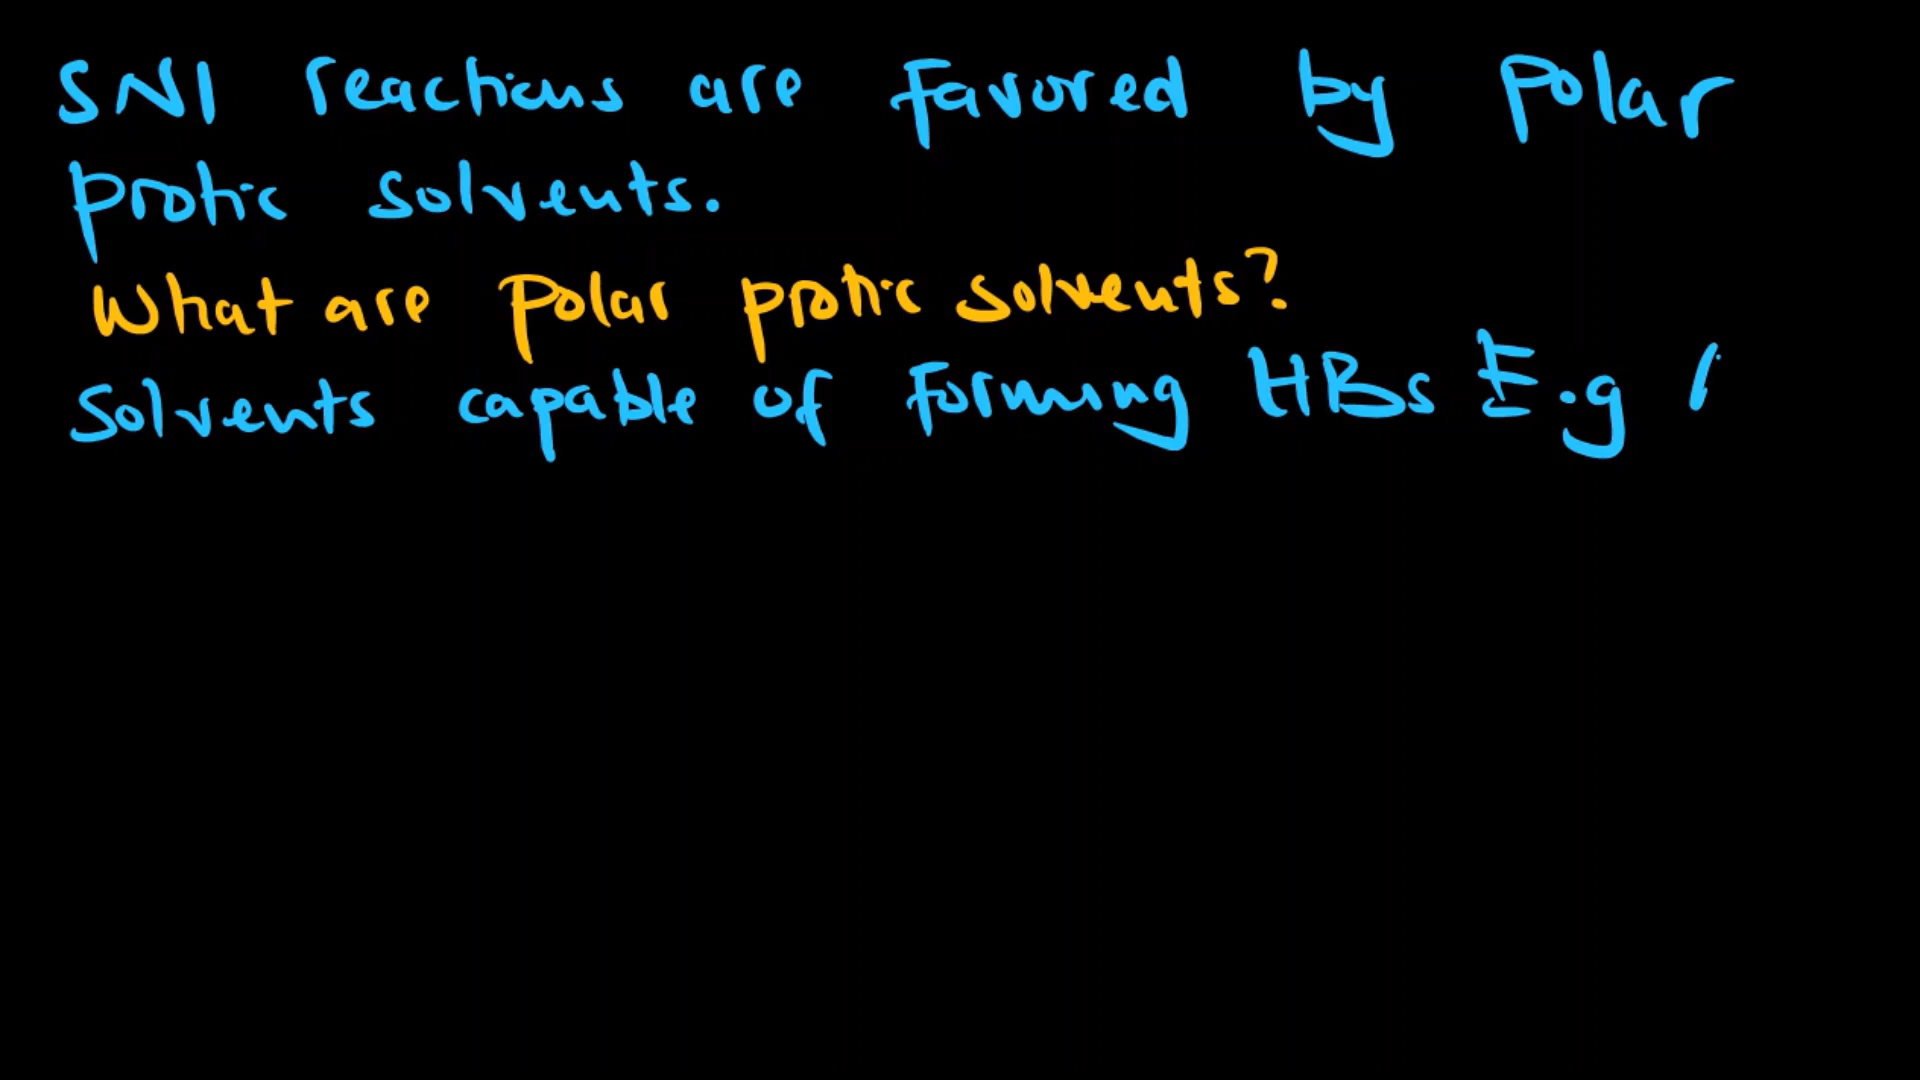 SN1 reactions are favored by polar
protic solvents.
What are polar protic solvents?
Solvents capable of forming HBs E.g